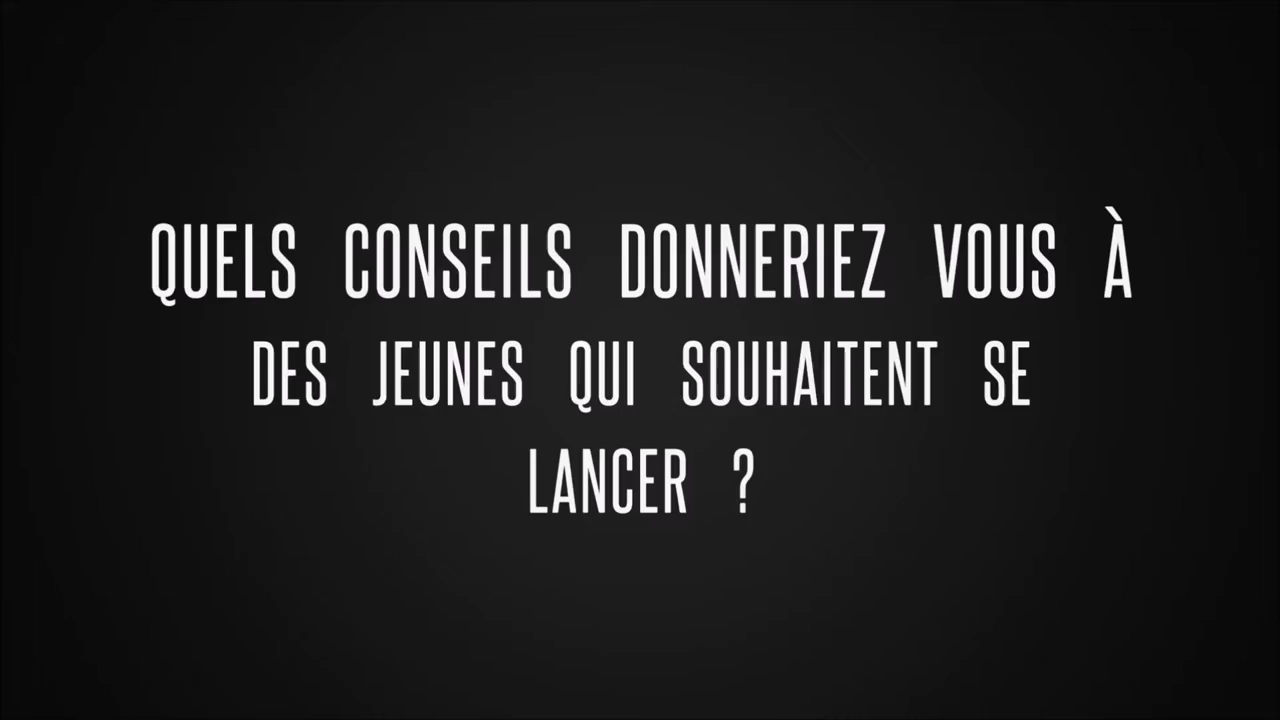 QUELS CONSEILS DONNERIEZ VOUS À
DES JEUNES QUI SOUHAITENT SE
LANCER ?